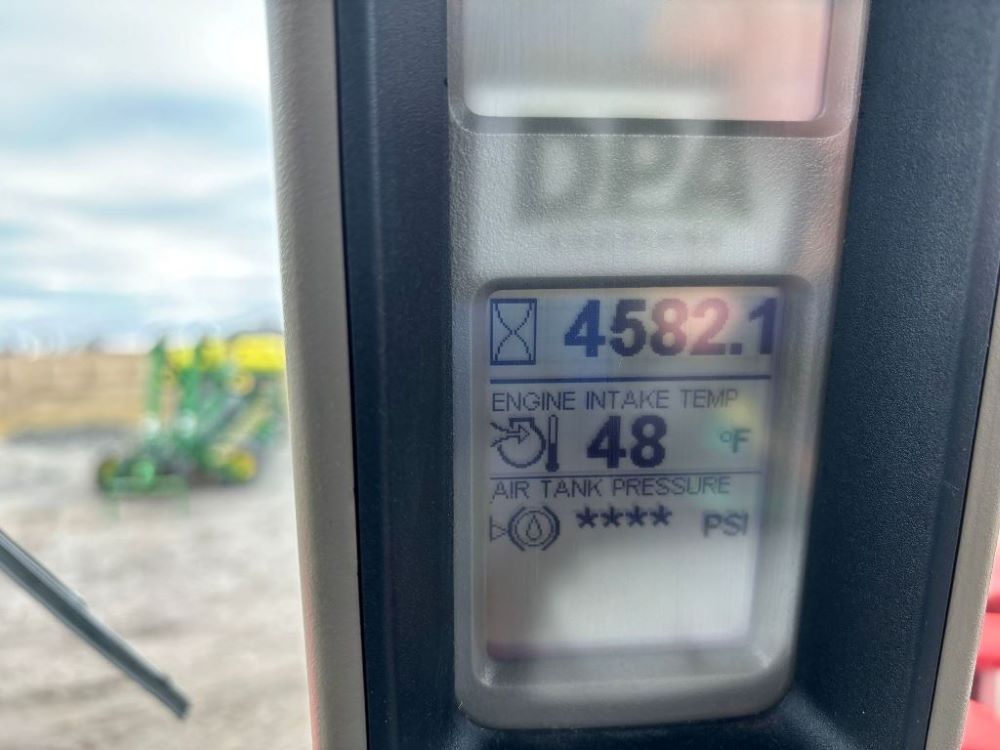 DPA
4582.1
ENGINE INTAKE TEMP
48 °F
AIR TANK PRESSURE
**** PSI